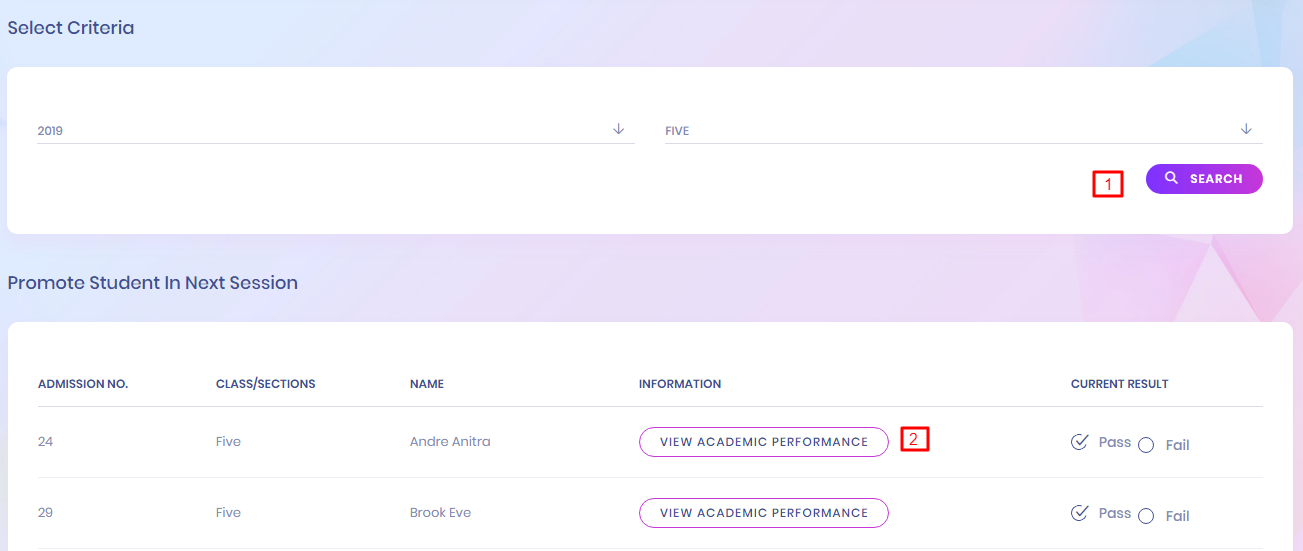 Select Criteria
2019 FIVE
1 SEARCH
Promote Student In Next Session
ADMISSION NO. CLASS/SECTIONS NAME INFORMATION CURRENT RESULT
24 Five Andre Anitra VIEW ACADEMIC PERFORMANCE 2 Pass Fail
29 Five Brook Eve VIEW ACADEMIC PERFORMANCE Pass Fail